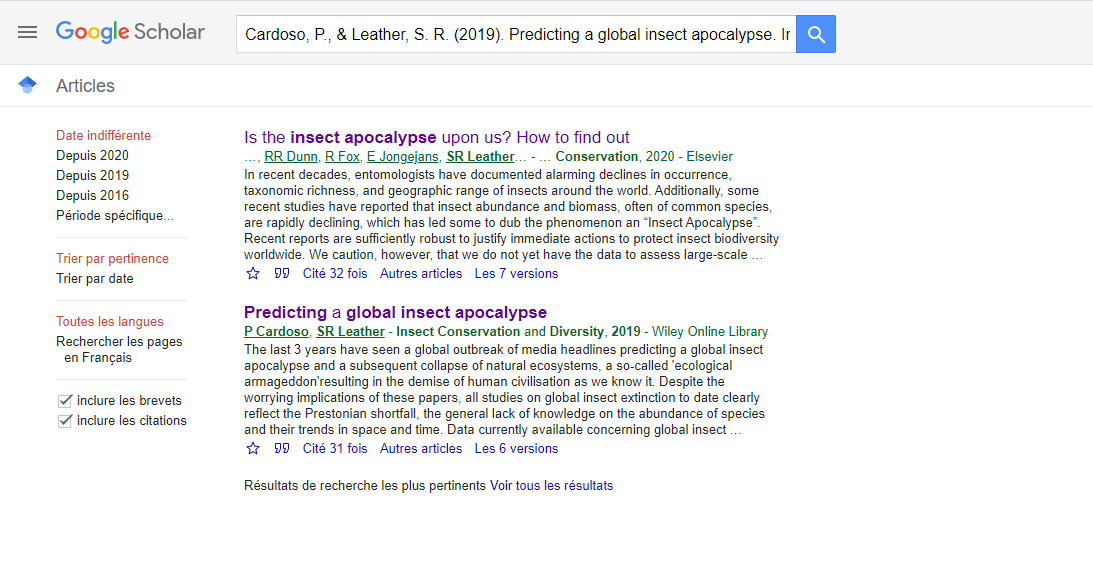 Google Scholar
Cardoso, P., & Leather, S. R. (2019). Predicting a global insect apocalypse. Ir
Articles
Date indifférente
Depuis 2020
Depuis 2019
Depuis 2016
Période spécifique...
Trier par pertinence
Trier par date
Toutes les langues
Rechercher les pages
en Français
inclure les brevets
inclure les citations
Is the insect apocalypse upon us? How to find out
…, RR Dunn, R Fox, E Jongejans, SR Leather… - … Conservation, 2020 - Elsevier
In recent decades, entomologists have documented alarming declines in occurrence,
taxonomic richness, and geographic range of insects around the world. Additionally, some
recent studies have reported that insect abundance and biomass, often of common species,
are rapidly declining, which has led some to dub the phenomenon an “Insect Apocalypse”.
Recent reports are sufficiently robust to justify immediate actions to protect insect biodiversity
worldwide. We caution, however, that we do not yet have the data to assess large-scale …
Cité 32 fois Autres articles Les 7 versions
Predicting a global insect apocalypse
P Cardoso, SR Leather - Insect Conservation and Diversity, 2019 - Wiley Online Library
The last 3 years have seen a global outbreak of media headlines predicting a global insect
apocalypse and a subsequent collapse of natural ecosystems, a so-called 'ecological
armageddon'resulting in the demise of human civilisation as we know it. Despite the
worrying implications of these papers, all studies on global insect extinction to date clearly
reflect the Prestonian shortfall, the general lack of knowledge on the abundance of species
and their trends in space and time. Data currently available concerning global insect …
Cité 31 fois Autres articles Les 6 versions
Résultats de recherche les plus pertinents Voir tous les résultats